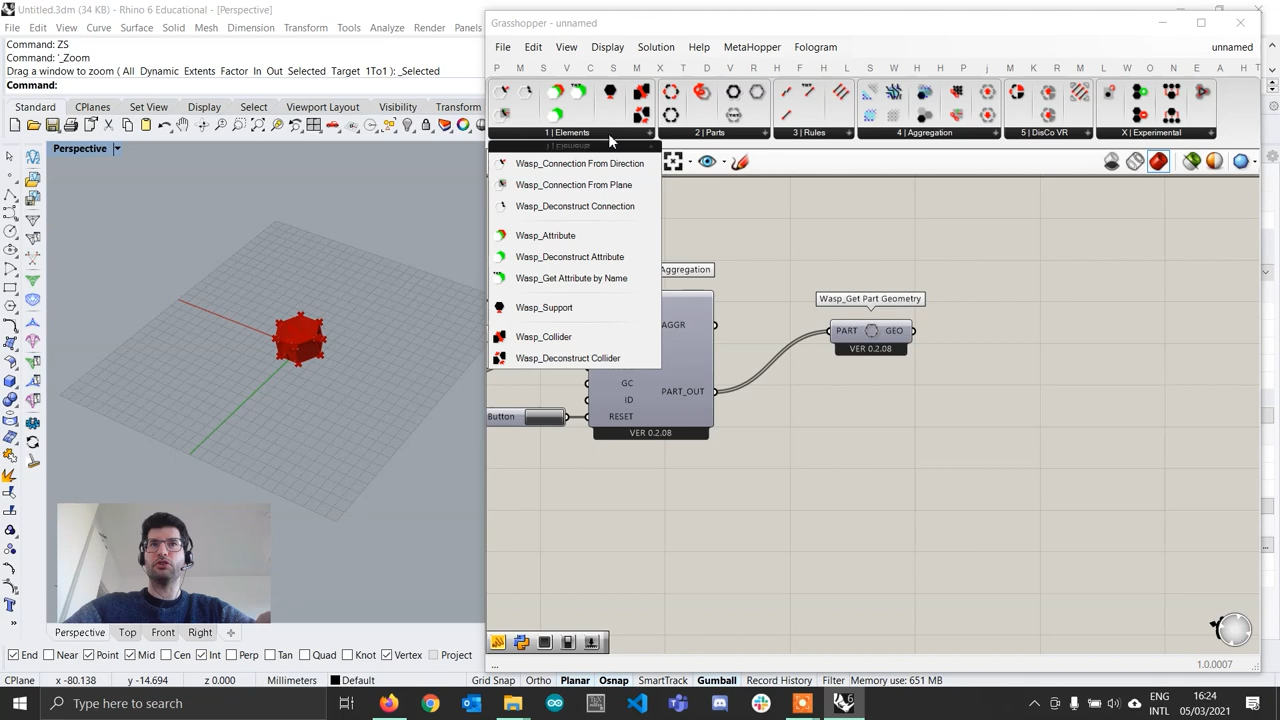 Untitled.3dm (34 KB) - Rhino 6 Educational - [Perspective]
File Edit View Curve Surface Solid Mesh Dimension Transform Tools Analyze Render Panels
Command: ZS
Command: '_Zoom
Drag a window to zoom ( All Dynamic Extents Factor In Out Selected Target 1To1 ): _Selected
Command:
Standard CPlanes Set View Display Select Viewport Layout Visibility Transform
Perspective
Grasshopper - unnamed
File Edit View Display Solution Help MetaHopper Fologram unnamed
P M S V C S M X T D V R F H L S W P j L C H M M L W K A E H T
1 | Elements 2 | Parts 3 | Rules 4 | Aggregation 5 | DisCo VR X | Experimental
1 | Elements
Wasp_Connection From Direction
Wasp_Connection From Plane
Wasp_Deconstruct Connection
Wasp_Attribute
Wasp_Deconstruct Attribute
Wasp_Get Attribute by Name
Wasp_Support
Wasp_Collider
Wasp_Deconstruct Collider
Aggregation
AGGR
GC
ID
PART_OUT
RESET
VER 0.2.08
Button
Wasp_Get Part Geometry
PART GEO
VER 0.2.08
...
1.0.0007
Perspective Top Front Right
End Near Point Mid Cen Int Perp Tan Quad Knot Vertex Project
CPlane x -80.138 y -14.694 z 0.000 Millimeters Default Grid Snap Ortho Planar Osnap SmartTrack Gumball Record History Filter Memory use: 651 MB
Type here to search
ENG
INTL
16:24
05/03/2021